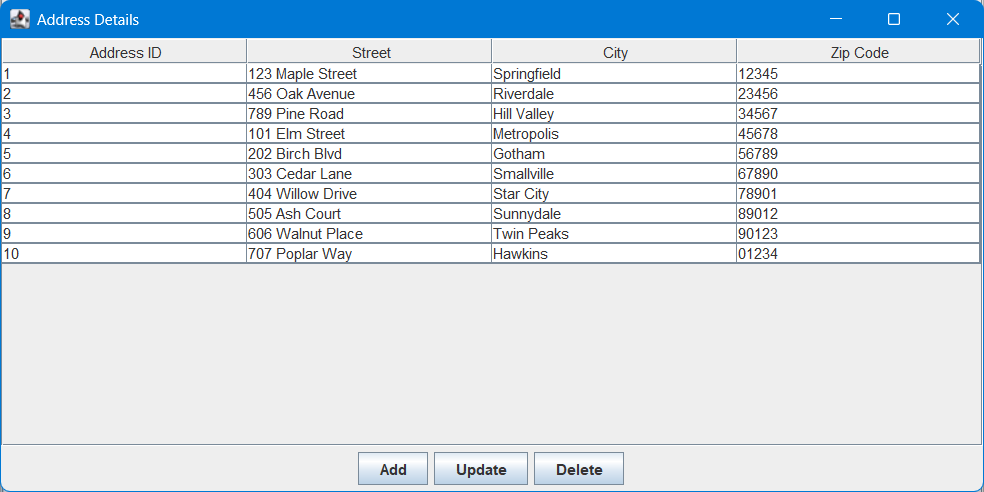 Address Details
Address ID Street City Zip Code
1 123 Maple Street Springfield 12345
2 456 Oak Avenue Riverdale 23456
3 789 Pine Road Hill Valley 34567
4 101 Elm Street Metropolis 45678
5 202 Birch Blvd Gotham 56789
6 303 Cedar Lane Smallville 67890
7 404 Willow Drive Star City 78901
8 505 Ash Court Sunnydale 89012
9 606 Walnut Place Twin Peaks 90123
10 707 Poplar Way Hawkins 01234
Add Update Delete